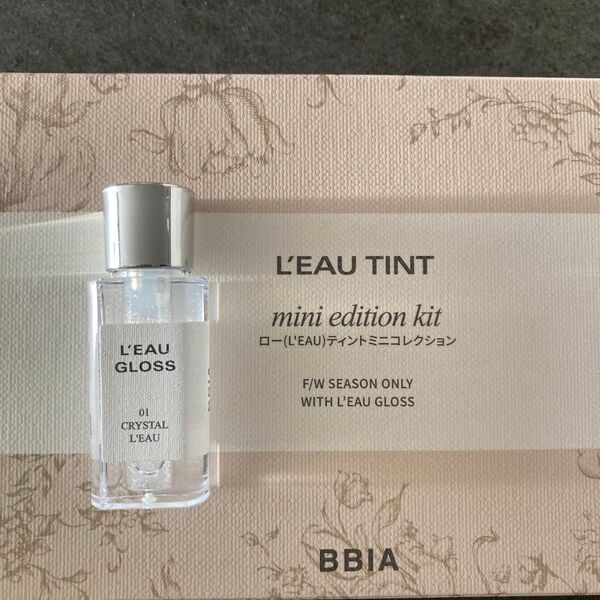 L'EAU TINT
mini edition kit
ロー(L'EAU)ティントミニコレクション
F/W SEASON ONLY
WITH L'EAU GLOSS
BBIA
L'EAU
GLOSS
01
CRYSTAL
L'EAU
BBIA